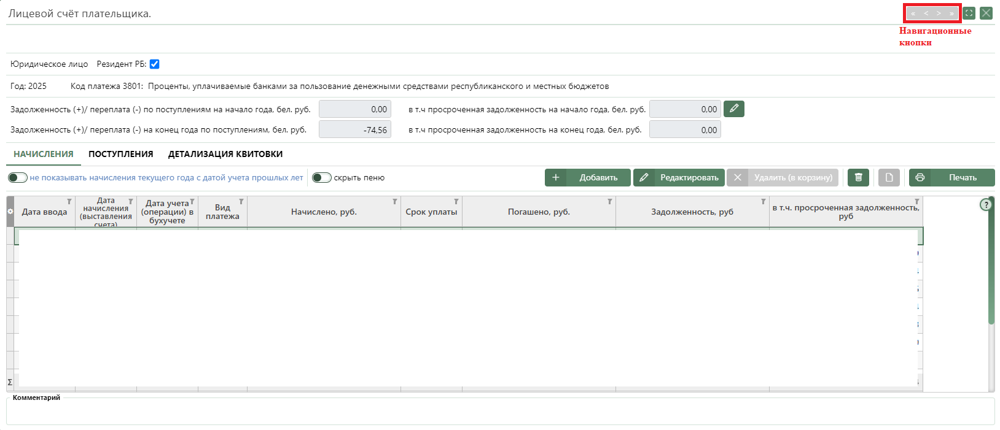 Лицевой счёт плательщика.
« < > »
Навигационные
кнопки
Юридическое лицо Резидент РБ:
Год: 2025 Код платежа 3801: Проценты, уплачиваемые банками за пользование денежными средствами республиканского и местных бюджетов
Задолженность (+)/ переплата (-) по поступлениям на начало года, бел. руб. 0,00 в т.ч просроченная задолженность на начало года, бел. руб. 0,00
Задолженность (+)/ переплата (-) на конец года по поступлениям, бел. руб. -74,56 в т.ч просроченная задолженность на конец года, бел. руб. 0,00
НАЧИСЛЕНИЯ ПОСТУПЛЕНИЯ ДЕТАЛИЗАЦИЯ КВИТОВКИ
не показывать начисления текущего года с датой учета прошлых лет скрыть пеню + Добавить Редактировать Удалить (в корзину) Печать
Дата ввода
Дата
начисления
(выставления
счета)
Дата учета
(операции) в
бухучете
Вид
платежа
Начислено, руб.
Срок уплаты
Погашено, руб.
Задолженность, руб
в т.ч. просроченная задолженность,
руб
?
Σ
Комментарий